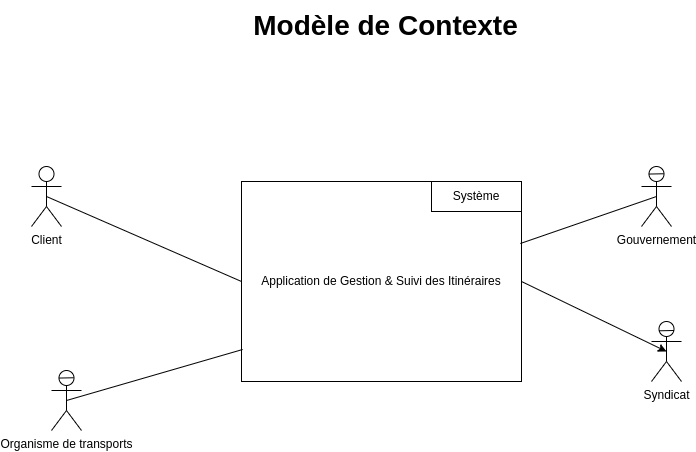 Modèle de Contexte
Système
Client
Gouvernement
Application de Gestion & Suivi des Itinéraires
Syndicat
Organisme de transports